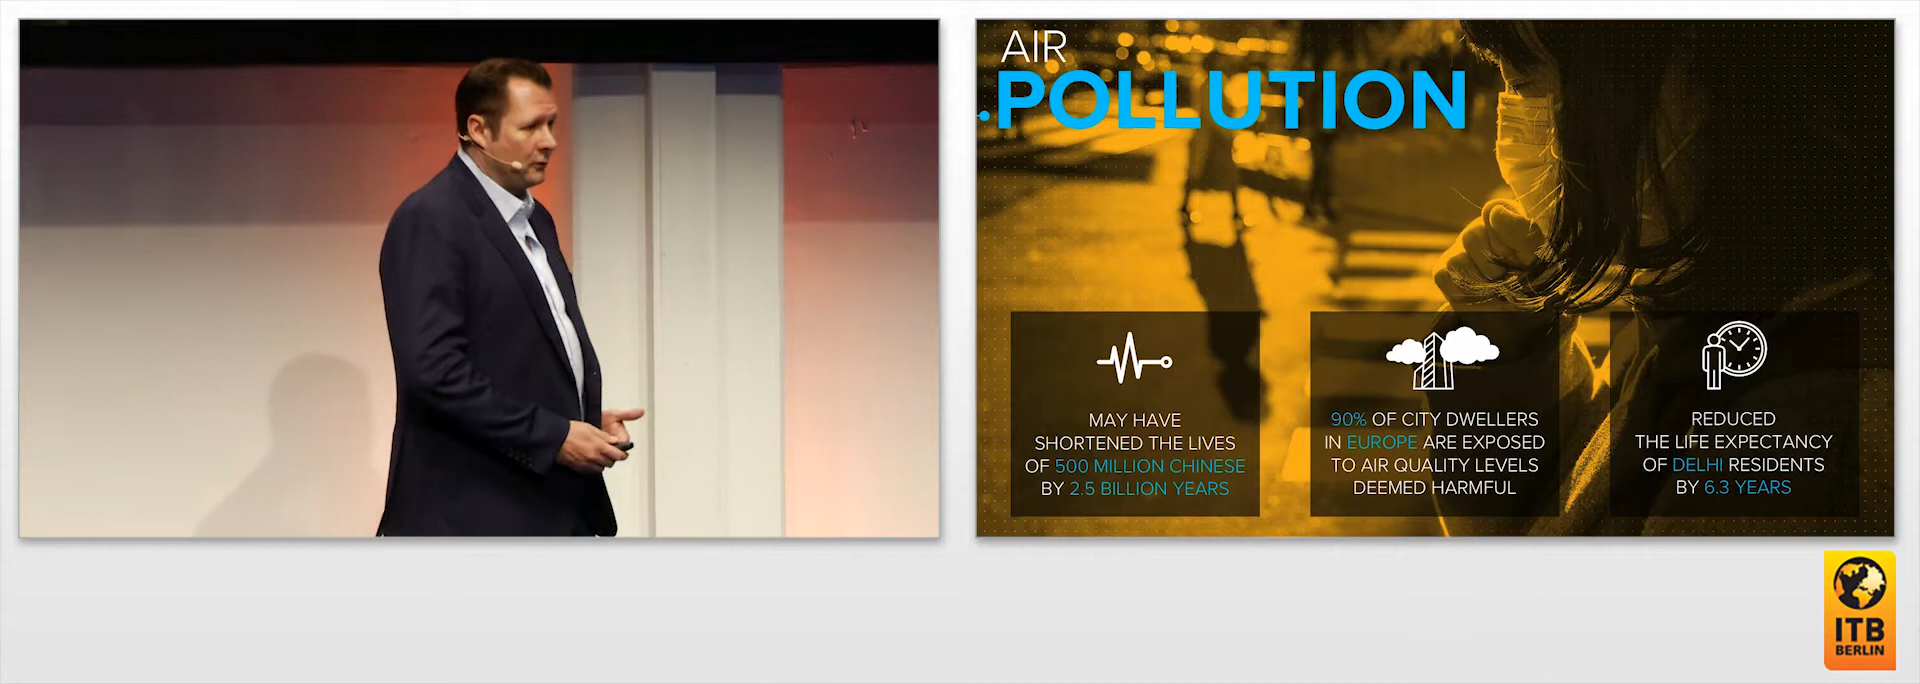 AIR
POLLUTION
MAY HAVE
SHORTENED THE LIVES
OF 500 MILLION CHINESE
BY 2.5 BILLION YEARS
90% OF CITY DWELLERS
IN EUROPE ARE EXPOSED
TO AIR QUALITY LEVELS
DEEMED HARMFUL
REDUCED
THE LIFE EXPECTANCY
OF DELHI RESIDENTS
BY 6.3 YEARS
ITB
BERLIN